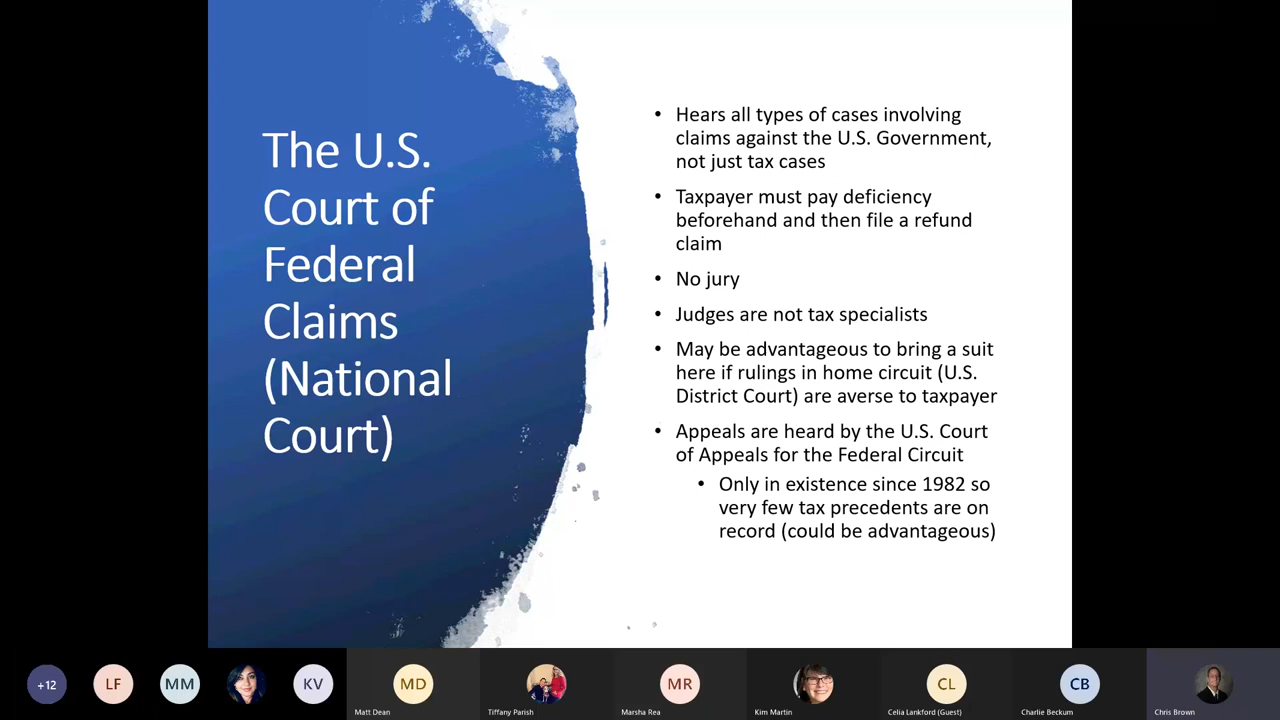 The U.S.
Court of
Federal
Claims
(National
Court)
• Hears all types of cases involving
claims against the U.S. Government,
not just tax cases
• Taxpayer must pay deficiency
beforehand and then file a refund
claim
• No jury
• Judges are not tax specialists
• May be advantageous to bring a suit
here if rulings in home circuit (U.S.
District Court) are averse to taxpayer
• Appeals are heard by the U.S. Court
of Appeals for the Federal Circuit
• Only in existence since 1982 so
very few tax precedents are on
record (could be advantageous)
+12
LF
MM
KV
MD
MR
CL
CB
Matt Dean
Tiffany Parish
Marsha Rea
Kim Martin
Celia Lankford (Guest)
Charlie Beckum
Chris Brown